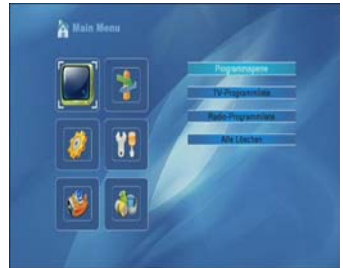 Main Menu
Programmsperre
TV-Programmliste
Radio-Programmliste
Alle Löschen